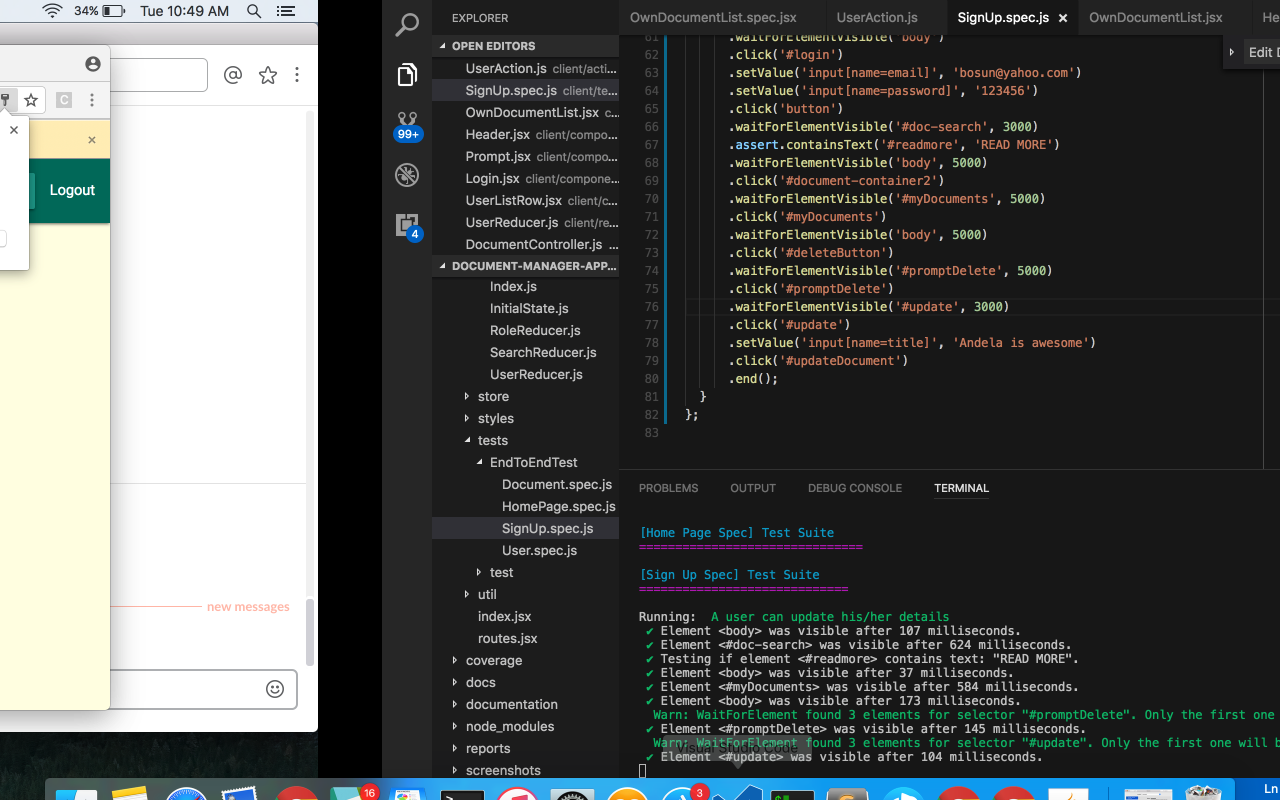 34%
Tue 10:49 AM
Logout
new messages
EXPLORER
OPEN EDITORS
UserAction.js client/acti...
SignUp.spec.js client/te...
OwnDocumentList.jsx c...
Header.jsx client/compo...
Prompt.jsx client/compo...
Login.jsx client/compone...
UserListRow.jsx client/c...
UserReducer.js client/re...
DocumentController.js ...
99+
4
DOCUMENT-MANAGER-APP...
Index.js
InitialState.js
RoleReducer.js
SearchReducer.js
UserReducer.js
store
styles
tests
EndToEndTest
Document.spec.js
HomePage.spec.js
SignUp.spec.js
User.spec.js
test
util
index.jsx
routes.jsx
coverage
docs
documentation
node_modules
reports
screenshots
OwnDocumentList.spec.jsx UserAction.js SignUp.spec.js OwnDocumentList.jsx He
Edit D
61 .waitForElementVisible('body')
62 .click('#login')
63 .setValue('input[name=email]', 'bosun@yahoo.com')
64 .setValue('input[name=password]', '123456')
65 .click('button')
66 .waitForElementVisible('#doc-search', 3000)
67 .assert.containsText('#readmore', 'READ MORE')
68 .waitForElementVisible('body', 5000)
69 .click('#document-container2')
70 .waitForElementVisible('#myDocuments', 5000)
71 .click('#myDocuments')
72 .waitForElementVisible('body', 5000)
73 .click('#deleteButton')
74 .waitForElementVisible('#promptDelete', 5000)
75 .click('#promptDelete')
76 .waitForElementVisible('#update', 3000)
77 .click('#update')
78 .setValue('input[name=title]', 'Andela is awesome')
79 .click('#updateDocument')
80 .end();
81 }
82 };
83
PROBLEMS OUTPUT DEBUG CONSOLE TERMINAL
[Home Page Spec] Test Suite
===============================
[Sign Up Spec] Test Suite
=============================
Running: A user can update his/her details
✔ Element <body> was visible after 107 milliseconds.
✔ Element <#doc-search> was visible after 624 milliseconds.
✔ Testing if element <#readmore> contains text: "READ MORE".
✔ Element <body> was visible after 37 milliseconds.
✔ Element <#myDocuments> was visible after 584 milliseconds.
✔ Element <body> was visible after 173 milliseconds.
Warn: WaitForElement found 3 elements for selector "#promptDelete". Only the first one
✔ Element <#promptDelete> was visible after 145 milliseconds.
Warn: WaitForElement found 3 elements for selector "#update". Only the first one will b
✔ Element <#update> was visible after 104 milliseconds.
Visual Studio Code
16
3
Ln